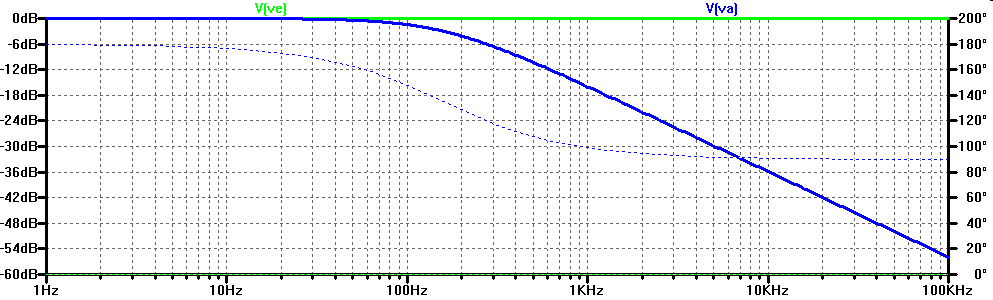 V(ve) V(va)
0dB 200°
-6dB 180°
-12dB 160°
-18dB 140°
-24dB 120°
-30dB 100°
-36dB 80°
-42dB 60°
-48dB 40°
-54dB 20°
-60dB 0°
1Hz 10Hz 100Hz 1KHz 10KHz 100KHz